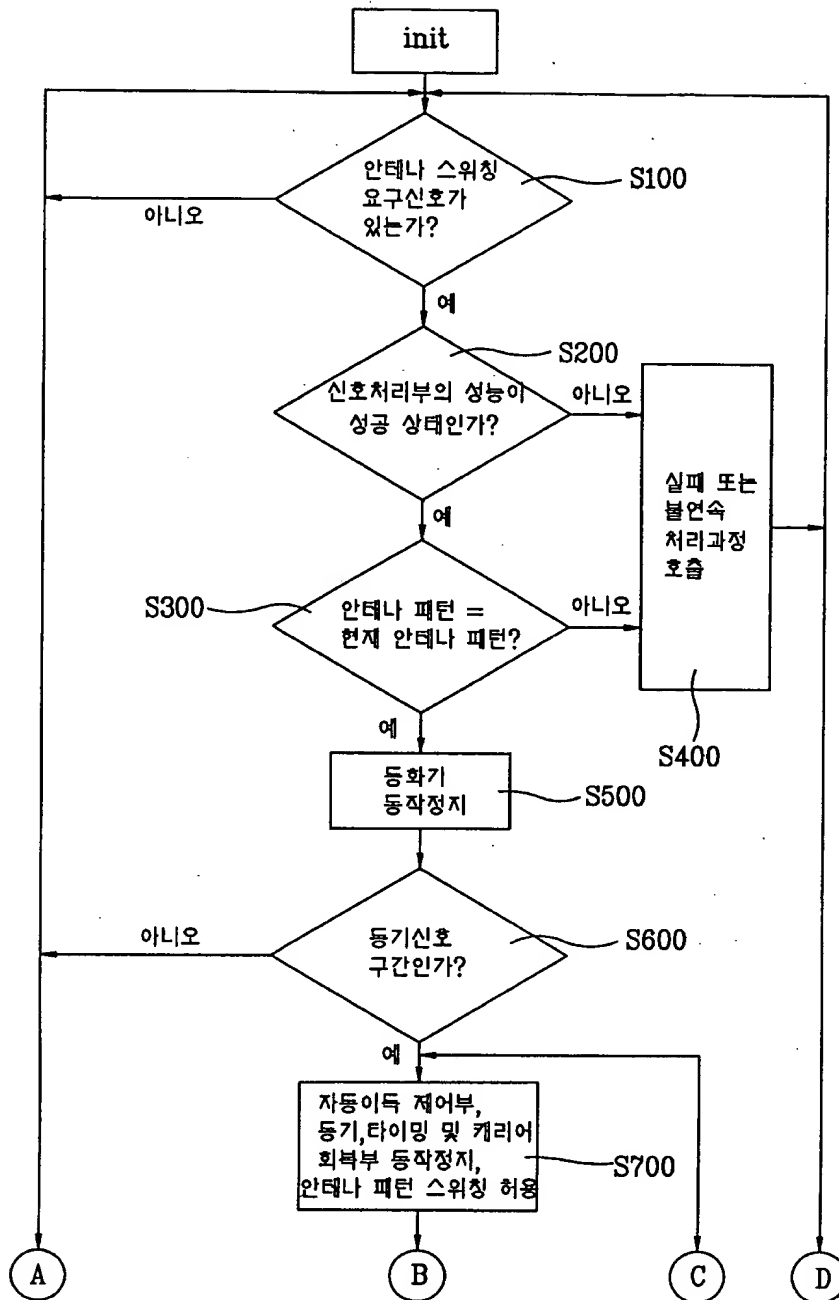 init
안테나 스위칭
요구신호가
있는가?
S100
아니오
예
S200
신호처리부의 성능이
성공 상태인가?
아니오
실패 또는
불연속
처리과정
호출
예
S300
안테나 패턴 =
현재 안테나 패턴?
아니오
S400
예
등화기
동작정지
S500
아니오
동기신호
구간인가?
S600
예
자동이득 제어부,
동기,타이밍 및 캐리어
회복부 동작정지,
안테나 패턴 스위칭 허용
S700
A
B
C
D